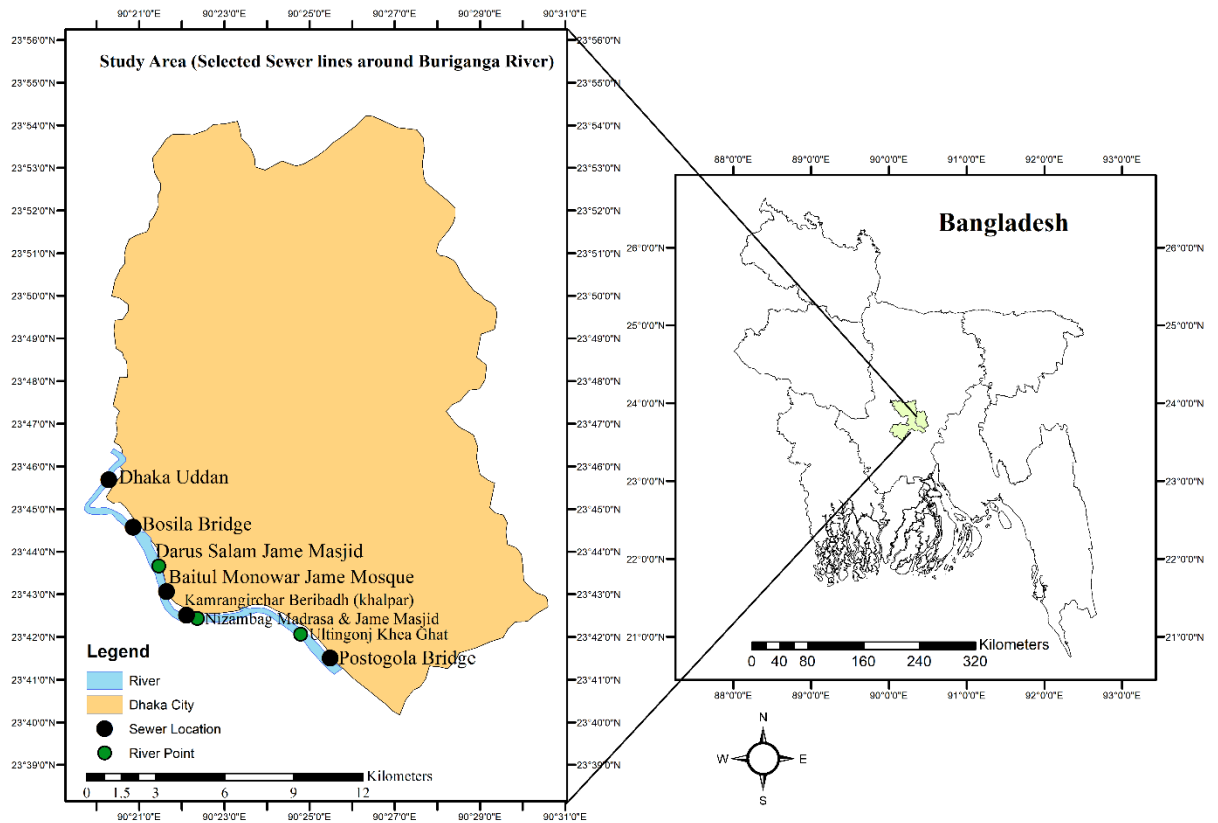 90°21'0"E 90°23'0"E 90°25'0"E 90°27'0"E 90°29'0"E 90°31'0"E
Study Area (Selected Sewer lines around Buriganga River)
23°56'0"N 23°56'0"N
23°55'0"N 23°55'0"N
23°54'0"N 23°54'0"N
23°53'0"N 23°53'0"N
23°52'0"N 23°52'0"N
23°51'0"N 23°51'0"N
23°50'0"N 23°50'0"N
23°49'0"N 23°49'0"N
23°48'0"N 23°48'0"N
23°47'0"N 23°47'0"N
23°46'0"N 23°46'0"N
23°45'0"N 23°45'0"N
23°44'0"N 23°44'0"N
23°43'0"N 23°43'0"N
23°42'0"N 23°42'0"N
23°41'0"N 23°41'0"N
23°40'0"N 23°40'0"N
23°39'0"N 23°39'0"N
Dhaka Uddan
Bosila Bridge
Darus Salam Jame Masjid
Baitul Monowar Jame Mosque
Kamrangirchar Beribadh (khalpar)
Nizambag Madrasa & Jame Masjid
Ultingonj Khea Ghat
Postogola Bridge
Legend
River
Dhaka City
Sewer Location
River Point
Kilometers
0 1.5 3 6 9 12
90°21'0"E 90°23'0"E 90°25'0"E 90°27'0"E 90°29'0"E 90°31'0"E
88°0'0"E 89°0'0"E 90°0'0"E 91°0'0"E 92°0'0"E 93°0'0"E
Bangladesh
26°0'0"N 26°0'0"N
25°0'0"N 25°0'0"N
24°0'0"N 24°0'0"N
23°0'0"N 23°0'0"N
22°0'0"N 22°0'0"N
21°0'0"N 21°0'0"N
Kilometers
0 40 80 160 240 320
88°0'0"E 89°0'0"E 90°0'0"E 91°0'0"E 92°0'0"E 93°0'0"E
N
W E
S